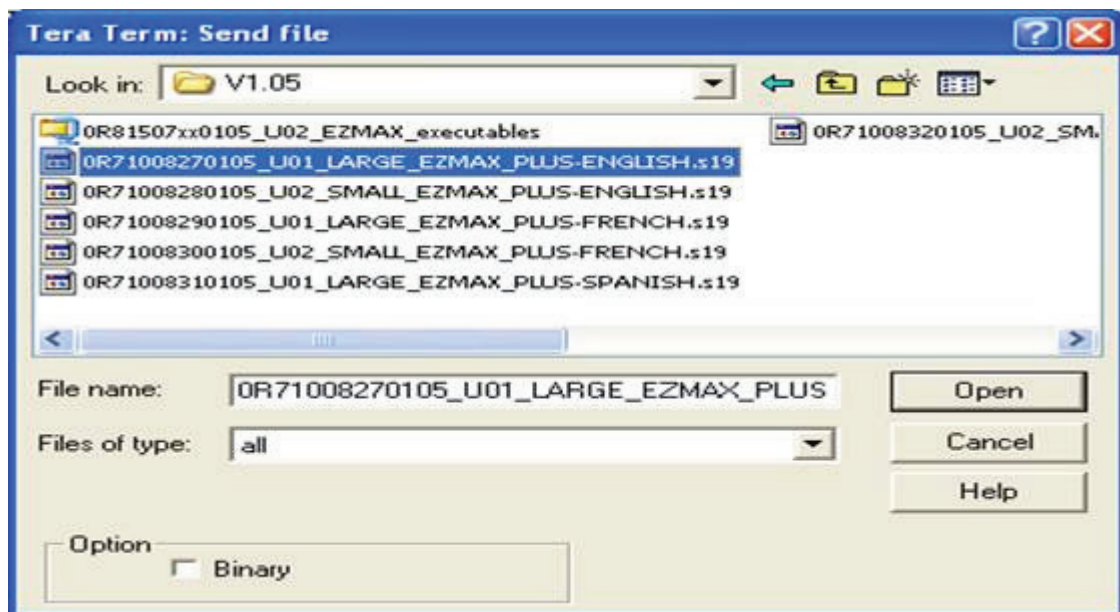 Tera Term: Send file
Look in: V1.05
0R81507xx0105_U02_EZMAX_executables
0R71008320105_U02_SM.
0R71008270105_U01_LARGE_EZMAX_PLUS-ENGLISH.s19
0R71008280105_U02_SMALL_EZMAX_PLUS-ENGLISH.s19
0R71008290105_U01_LARGE_EZMAX_PLUS-FRENCH.s19
0R71008300105_U02_SMALL_EZMAX_PLUS-FRENCH.s19
0R71008310105_U01_LARGE_EZMAX_PLUS-SPANISH.s19
File name: 0R71008270105_U01_LARGE_EZMAX_PLUS
Open
Files of type: all
Cancel
Help
Option
Binary